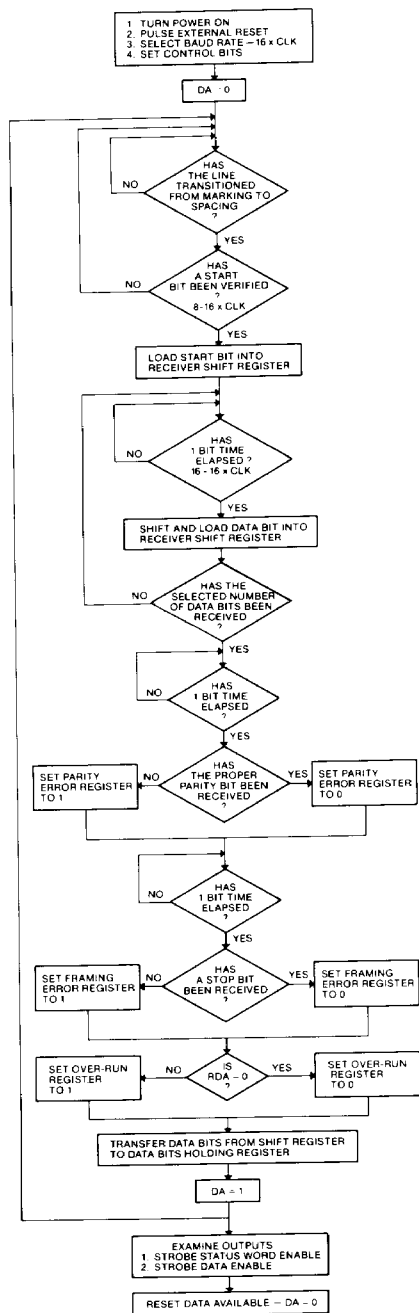 1 TURN POWER ON
2. PULSE EXTERNAL RESET
3. SELECT BAUD RATE – 16 x CLK
4. SET CONTROL BITS
DA = 0
HAS
THE LINE
TRANSITIONED
FROM MARKING TO
SPACING
?
NO
YES
HAS
A START
BIT BEEN VERIFIED
?
8-16 x CLK
NO
YES
LOAD START BIT INTO
RECEIVER SHIFT REGISTER
HAS
1 BIT TIME
ELAPSED ?
16 - 16 x CLK
NO
YES
SHIFT AND LOAD DATA BIT INTO
RECEIVER SHIFT REGISTER
HAS THE
SELECTED NUMBER
OF DATA BITS BEEN
RECEIVED
?
NO
YES
HAS
1 BIT TIME
ELAPSED
?
NO
YES
HAS
THE PROPER
PARITY BIT BEEN
RECEIVED
?
NO
YES
SET PARITY
ERROR REGISTER
TO 1
SET PARITY
ERROR REGISTER
TO 0
HAS
1 BIT TIME
ELAPSED
?
NO
YES
HAS
A STOP BIT
BEEN RECEIVED
?
NO
YES
SET FRAMING
ERROR REGISTER
TO 1
SET FRAMING
ERROR REGISTER
TO 0
IS
RDA = 0
?
NO
YES
SET OVER-RUN
REGISTER
TO 1
SET OVER-RUN
REGISTER
TO 0
TRANSFER DATA BITS FROM SHIFT REGISTER
TO DATA BITS HOLDING REGISTER
DA = 1
EXAMINE OUTPUTS
1. STROBE STATUS WORD ENABLE
2. STROBE DATA ENABLE
RESET DATA AVAILABLE – DA = 0